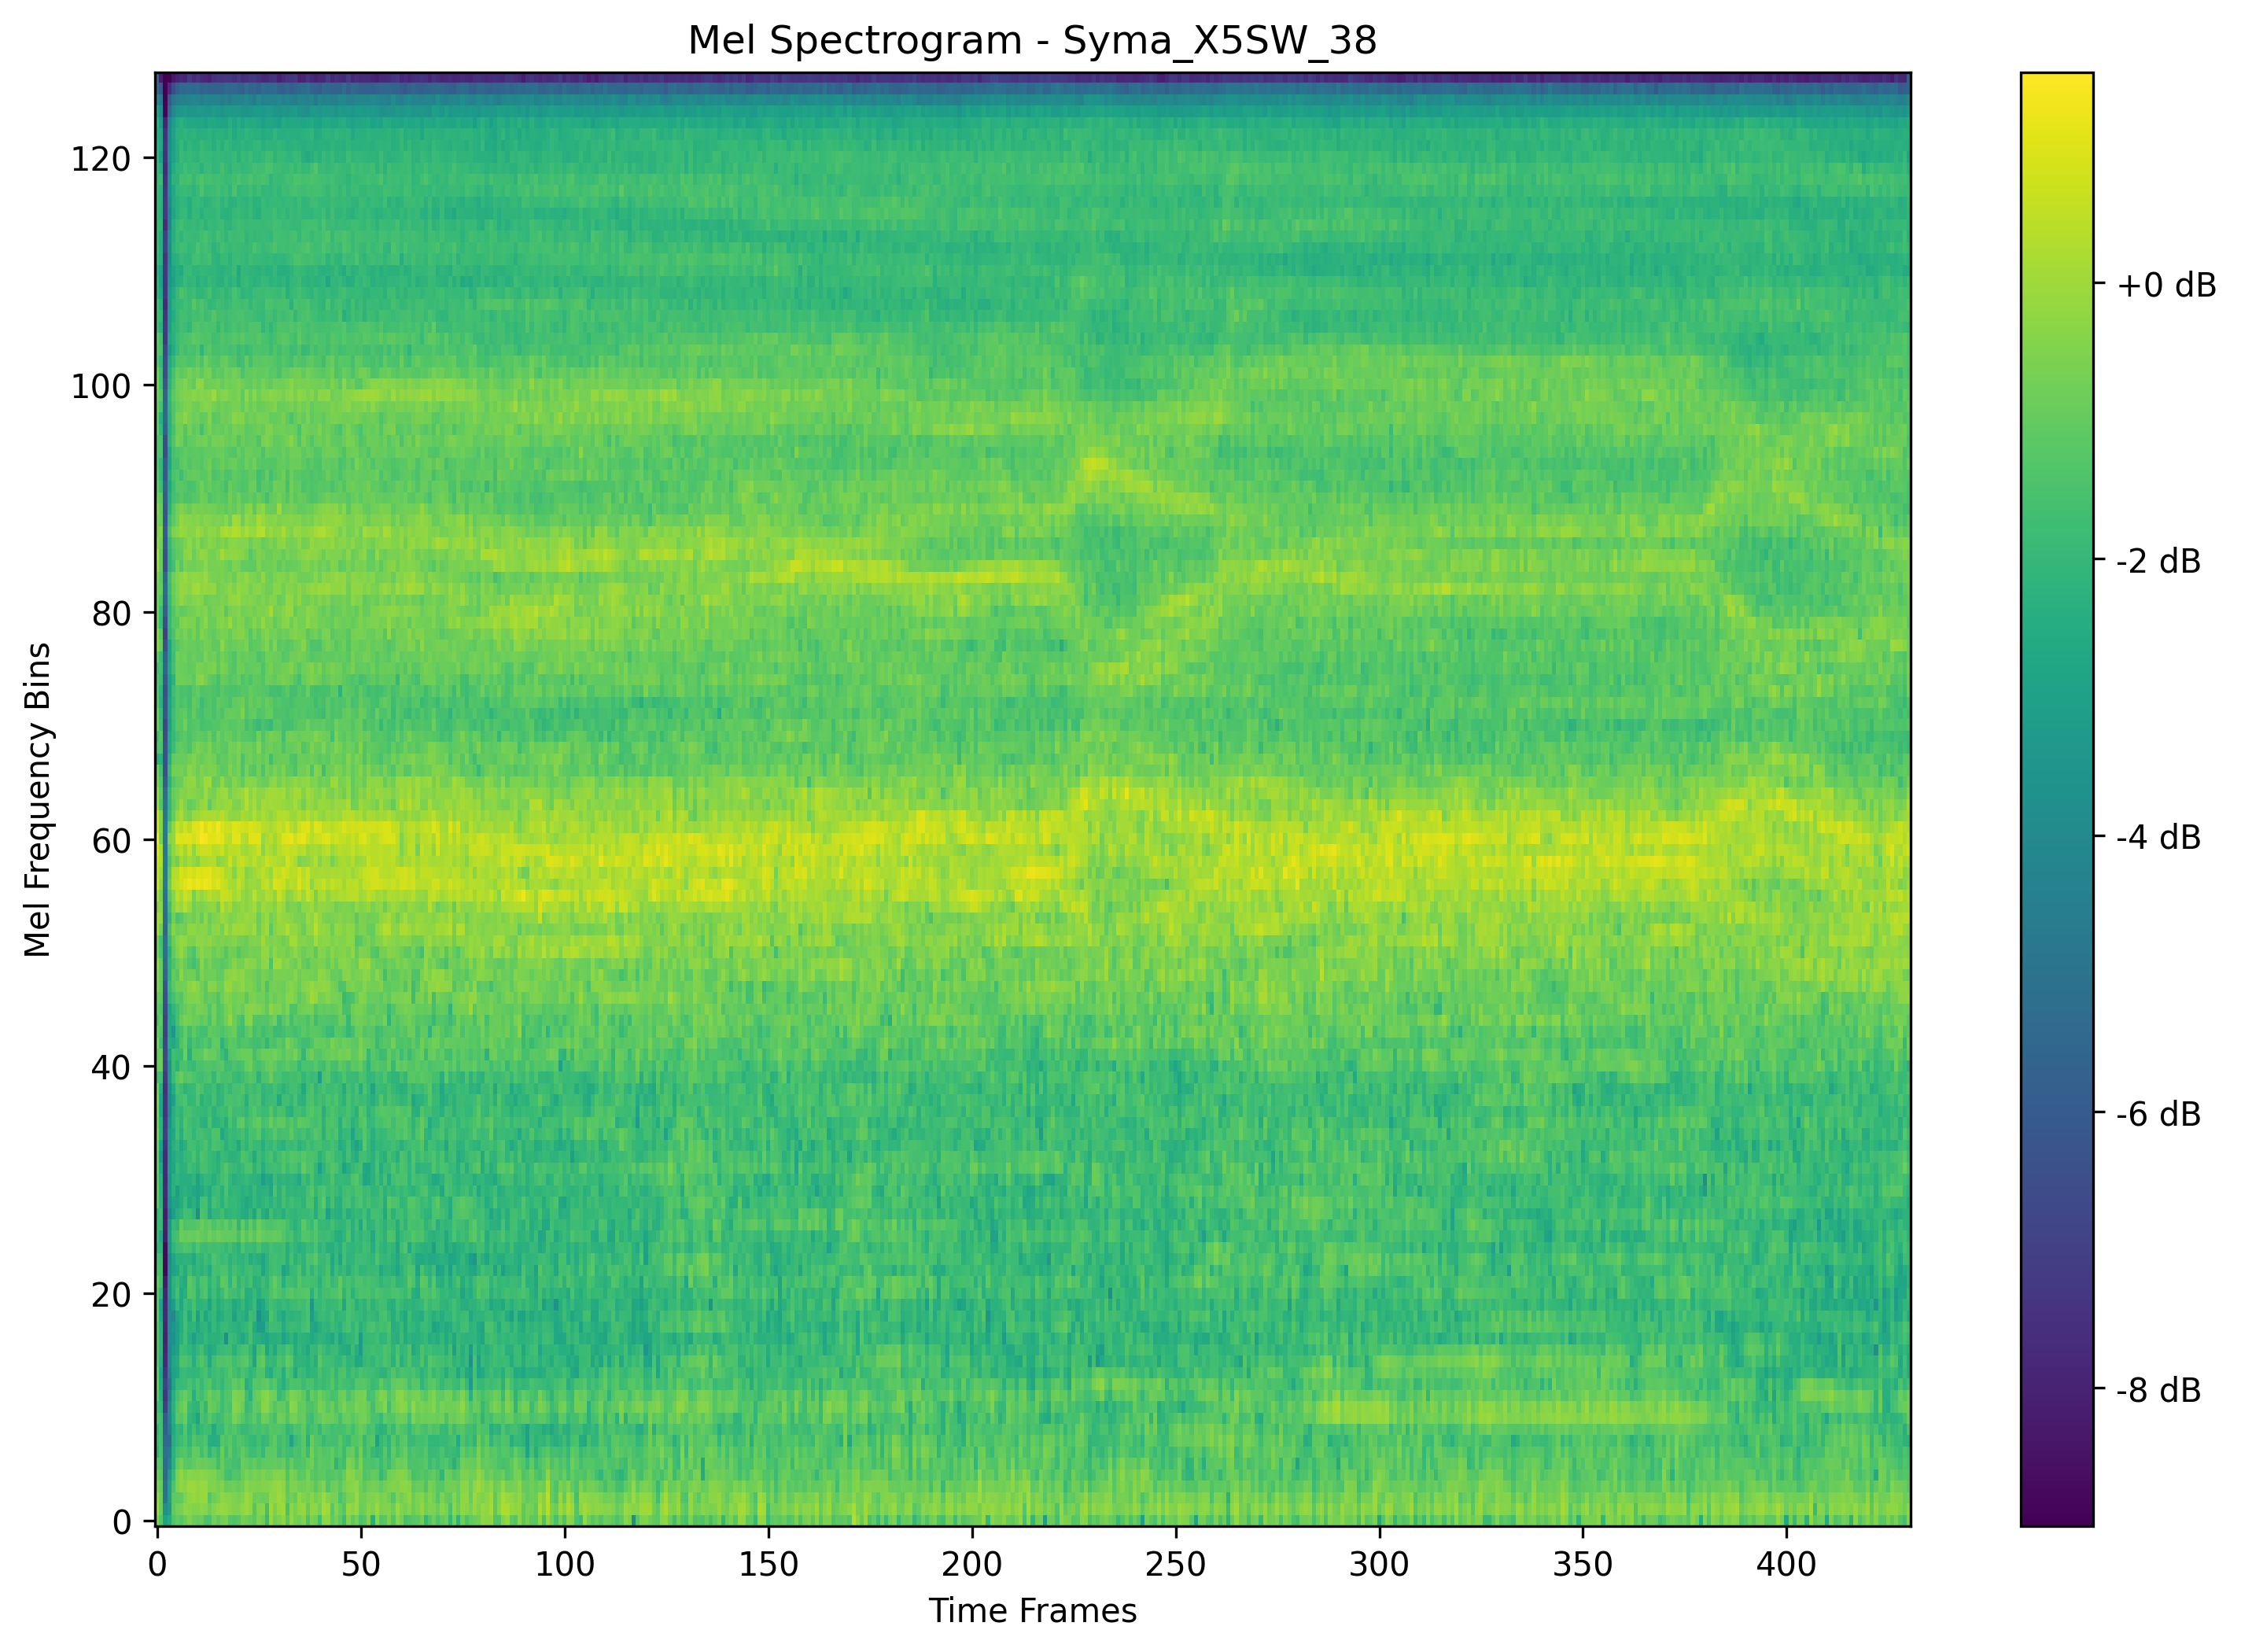 Mel Spectrogram - Syma_X5SW_38
Mel Frequency Bins
120
100
80
60
40
20
0
0 50 100 150 200 250 300 350 400
Time Frames
+0 dB
-2 dB
-4 dB
-6 dB
-8 dB